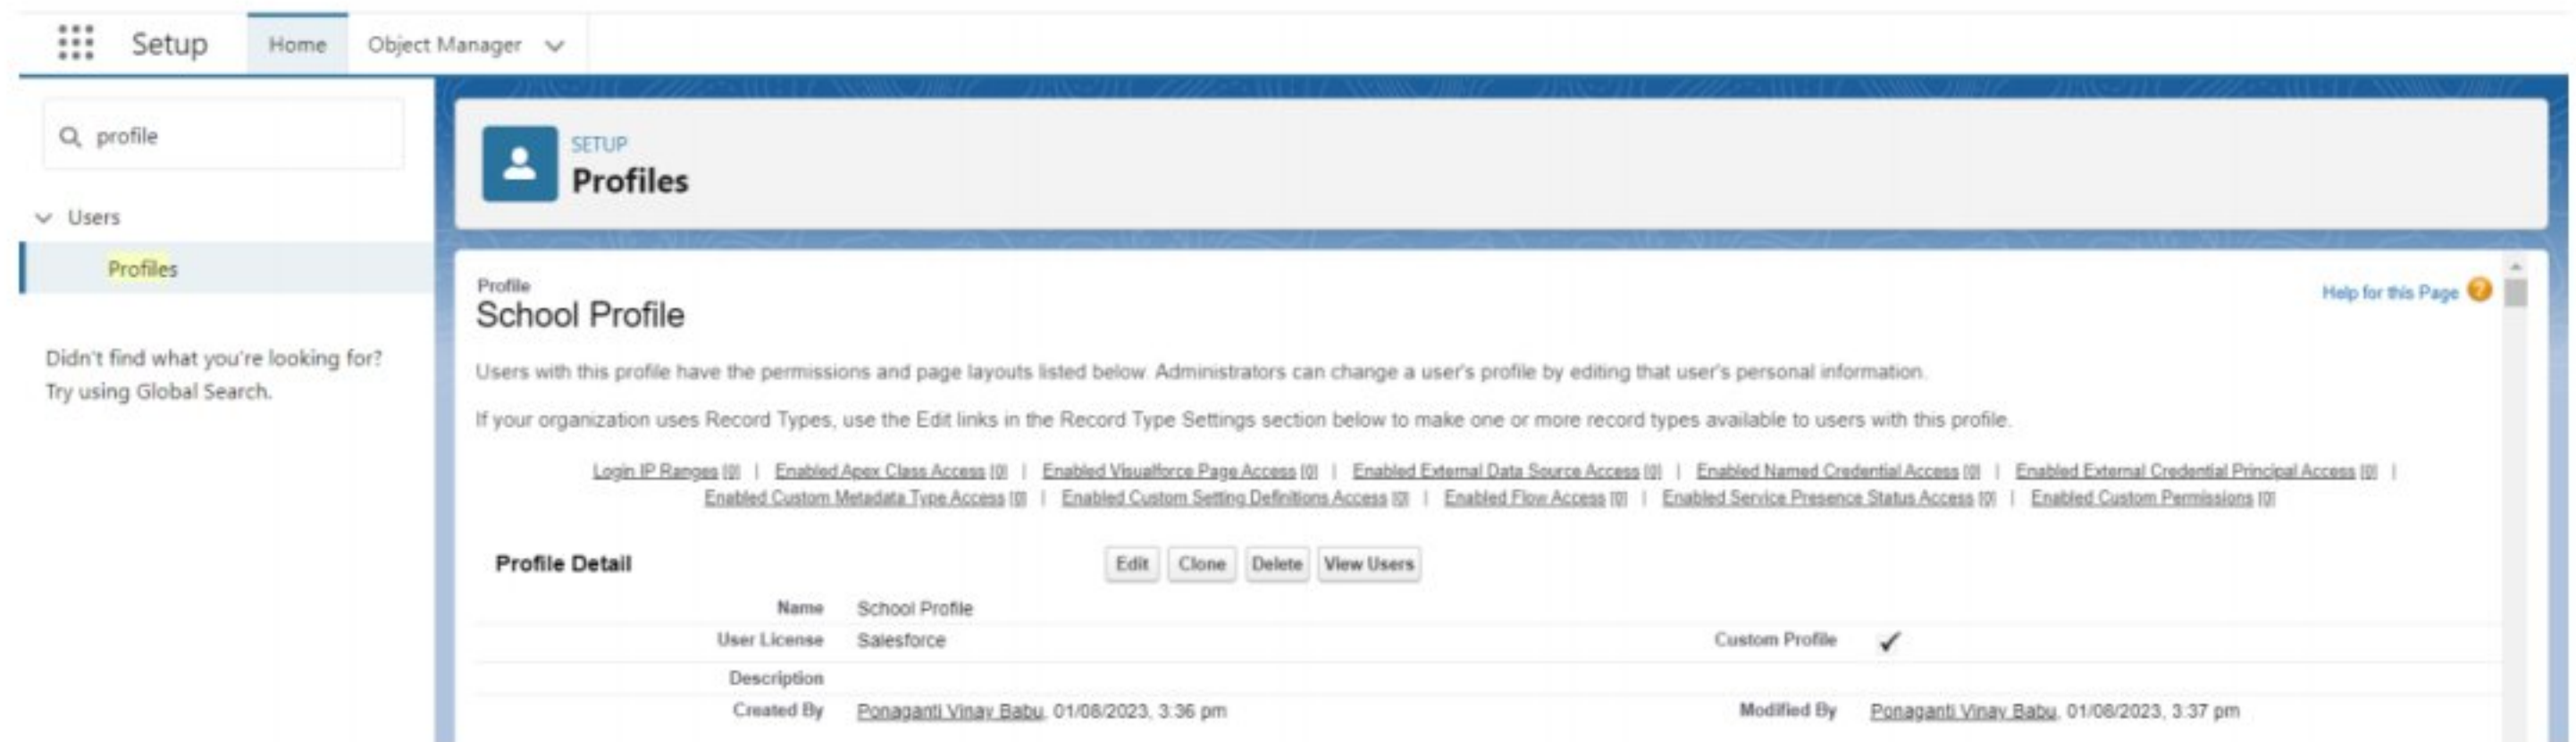 Setup Home Object Manager
profile
Users
Profiles
Didn't find what you're looking for?
Try using Global Search.
SETUP
Profiles
Profile
School Profile
Help for this Page ?
Users with this profile have the permissions and page layouts listed below. Administrators can change a user's profile by editing that user's personal information.
If your organization uses Record Types, use the Edit links in the Record Type Settings section below to make one or more record types available to users with this profile.
Login IP Ranges [0] | Enabled Apex Class Access [0] | Enabled Visualforce Page Access [0] | Enabled External Data Source Access [0] | Enabled Named Credential Access [0] | Enabled External Credential Principal Access [0] |
Enabled Custom Metadata Type Access [0] | Enabled Custom Setting Definitions Access [0] | Enabled Flow Access [0] | Enabled Service Presence Status Access [0] | Enabled Custom Permissions [0]
Profile Detail Edit Clone Delete View Users
Name School Profile
User License Salesforce Custom Profile ✓
Description
Created By Ponaganti Vinay Babu, 01/08/2023, 3:36 pm Modified By Ponaganti Vinay Babu, 01/08/2023, 3:37 pm